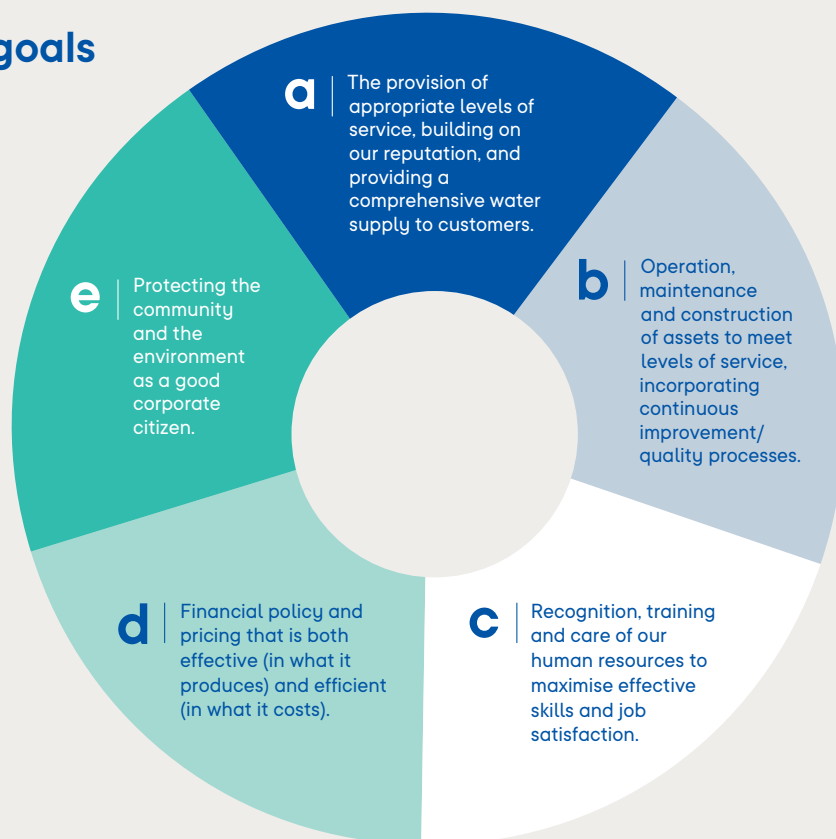 goals
a
The provision of
appropriate levels of
service, building on
our reputation, and
providing a
comprehensive water
supply to customers.
b
Operation,
maintenance
and construction
of assets to meet
levels of service,
incorporating
continuous
improvement/
quality processes.
c
Recognition, training
and care of our
human resources to
maximise effective
skills and job
satisfaction.
d
Financial policy and
pricing that is both
effective (in what it
produces) and efficient
(in what it costs).
e
Protecting the
community
and the
environment
as a good
corporate
citizen.